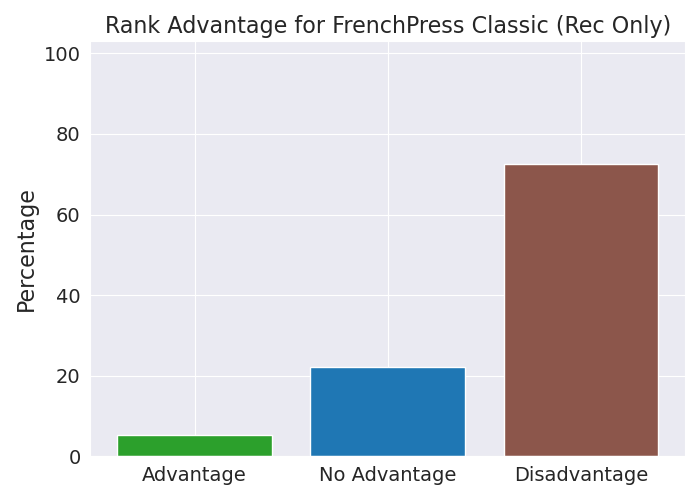 Rank Advantage for FrenchPress Classic (Rec Only)
100
80
60
40
20
0
Percentage
Advantage
No Advantage
Disadvantage